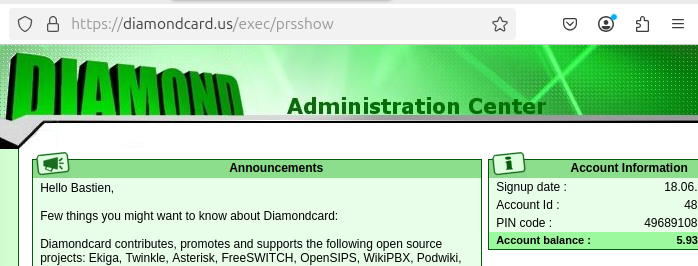 https://diamondcard.us/exec/prsshow
DIAMOND
Administration Center
Announcements
Hello Bastien,
Few things you might want to know about Diamondcard:
Diamondcard contributes, promotes and supports the following open source
projects: Ekiga, Twinkle, Asterisk, FreeSWITCH, OpenSIPS, WikiPBX, Podwiki,
Account Information
Signup date : 18.06.
Account Id : 48
PIN code : 49689108
Account balance : 5.93